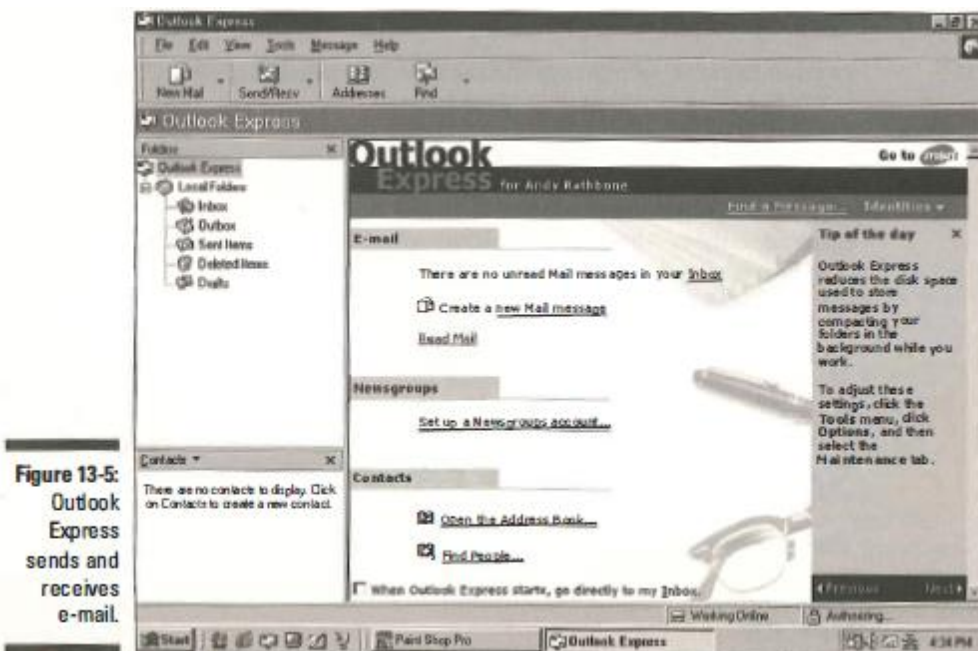 Outlook Express
File Edit View Tools Message Help
New Mail Send/Recv Addresses Find
Outlook Express
Folders
Outlook Express
Local Folders
Inbox
Outbox
Sent Items
Deleted Items
Drafts
Contacts
There are no contacts to display. Click
on Contacts to create a new contact.
Outlook
Express for Andy Rathbone
Go to msn
Find a Message... Identities
E-mail
There are no unread Mail messages in your Inbox
Create a new Mail message
Read Mail
Newsgroups
Set up a Newsgroups account...
Contacts
Open the Address Book...
Find People...
When Outlook Express starts, go directly to my Inbox.
Tip of the day
Outlook Express
reduces the disk space
used to store
messages by
compacting your
folders in the
background while you
work.
To adjust these
settings, click the
Tools menu, click
Options, and then
select the
Maintenance tab.
Previous Next
Working Online
Start Paint Shop Pro Outlook Express 4:34 PM
Figure 13-5:
Outlook
Express
sends and
receives
e-mail.